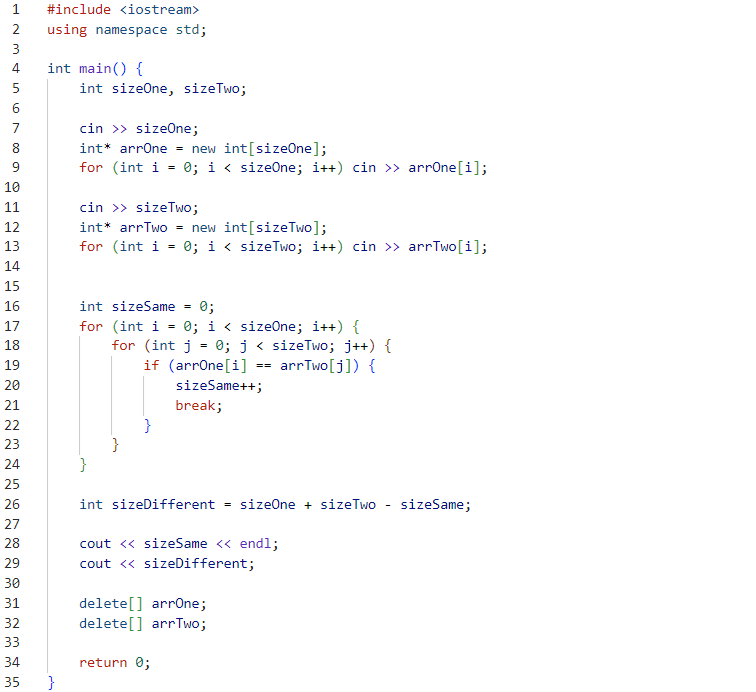 1 #include <iostream>
2 using namespace std;
3
4 int main() {
5     int sizeOne, sizeTwo;
6
7     cin >> sizeOne;
8     int* arrOne = new int[sizeOne];
9     for (int i = 0; i < sizeOne; i++) cin >> arrOne[i];
10
11     cin >> sizeTwo;
12     int* arrTwo = new int[sizeTwo];
13     for (int i = 0; i < sizeTwo; i++) cin >> arrTwo[i];
14
15
16     int sizeSame = 0;
17     for (int i = 0; i < sizeOne; i++) {
18         for (int j = 0; j < sizeTwo; j++) {
19             if (arrOne[i] == arrTwo[j]) {
20                 sizeSame++;
21                 break;
22             }
23         }
24     }
25
26     int sizeDifferent = sizeOne + sizeTwo - sizeSame;
27
28     cout << sizeSame << endl;
29     cout << sizeDifferent;
30
31     delete[] arrOne;
32     delete[] arrTwo;
33
34     return 0;
35 }